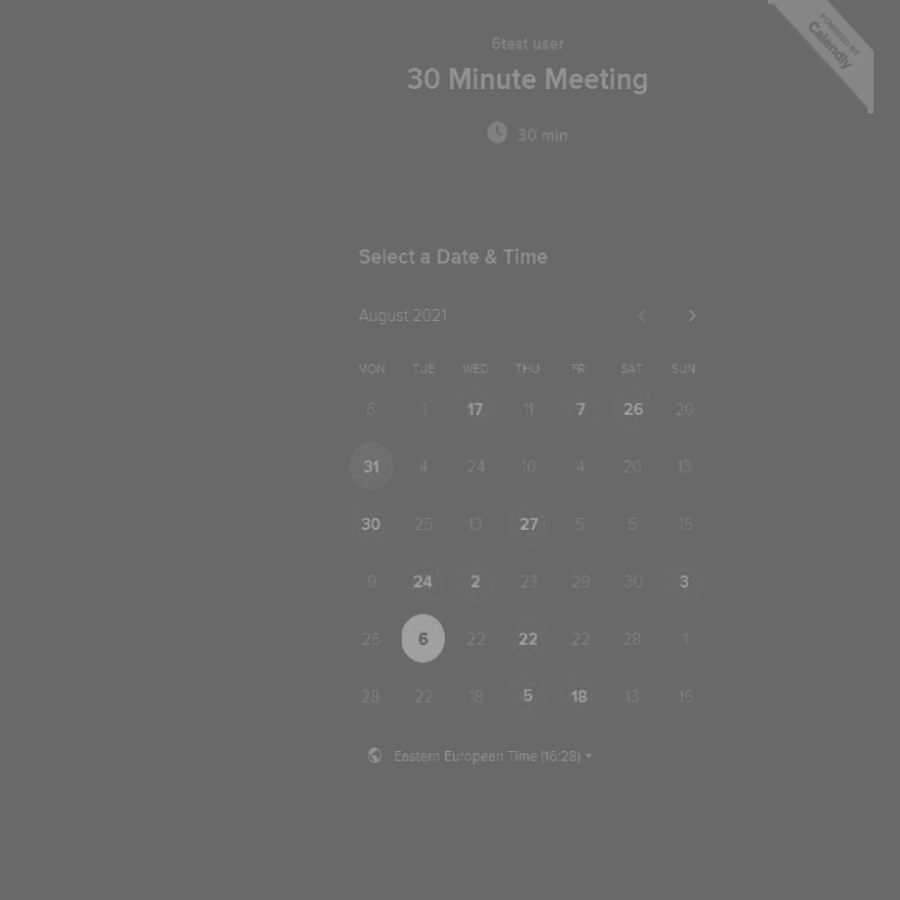 POWERED BY
Calendly
6test user
30 Minute Meeting
30 min
Select a Date & Time
August 2021
MON TUE WED THU FRI SAT SUN
6 1 17 11 7 26 20
31 4 24 10 4 20 13
30 25 13 27 5 5 15
9 24 2 23 29 30 3
26 6 22 22 22 28 1
28 22 18 5 18 13 16
Eastern European Time (16:28)